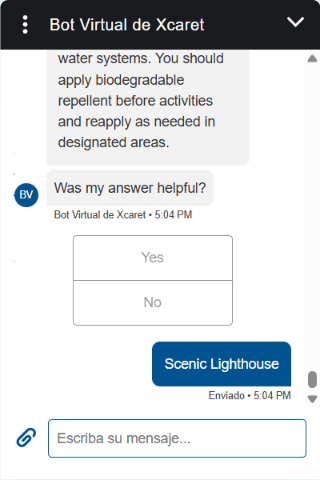 Bot Virtual de Xcaret
water systems. You should
apply biodegradable
repellent before activities
and reapply as needed in
designated areas.
Was my answer helpful?
BV
Bot Virtual de Xcaret • 5:04 PM
Yes
No
Scenic Lighthouse
Enviado • 5:04 PM
Escriba su mensaje...